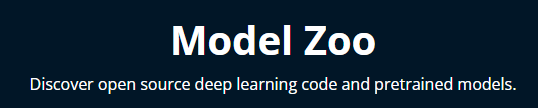 Model Zoo
Discover open source deep learning code and pretrained models.